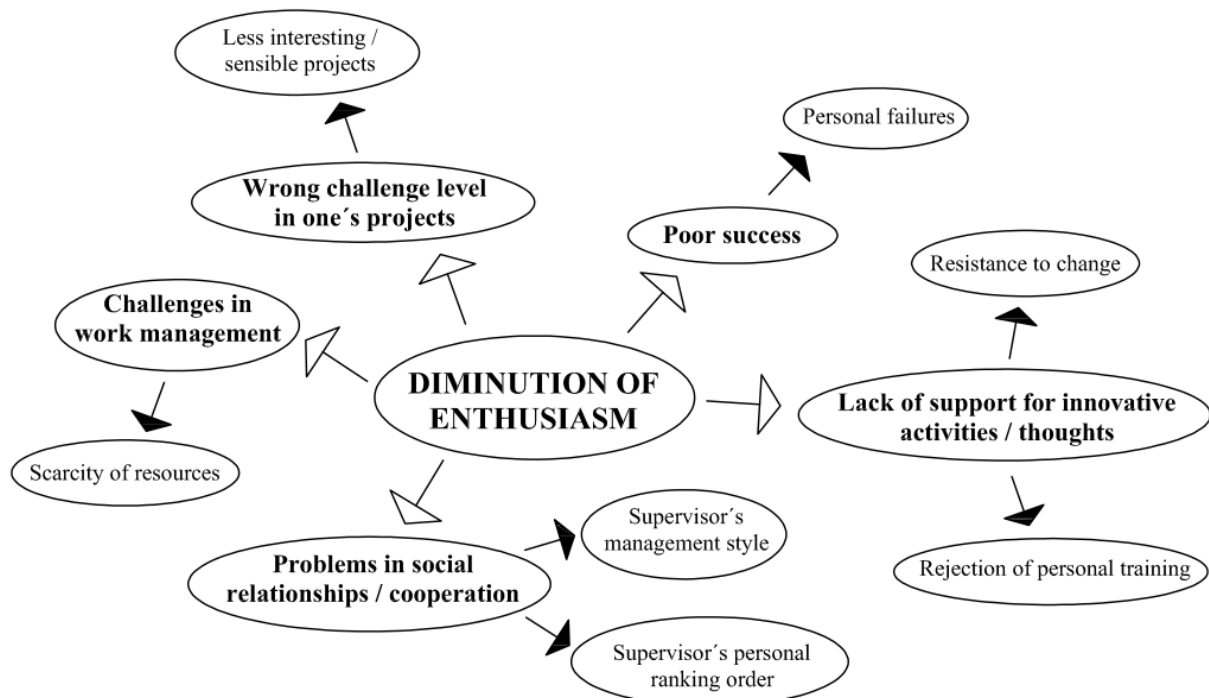 Less interesting /
sensible projects
Personal failures
Wrong challenge level
in one´s projects
Poor success
Resistance to change
Challenges in
work management
DIMINUTION OF
ENTHUSIASM
Lack of support for innovative
activities / thoughts
Scarcity of resources
Supervisor´s
management style
Problems in social
relationships / cooperation
Rejection of personal training
Supervisor´s personal
ranking order